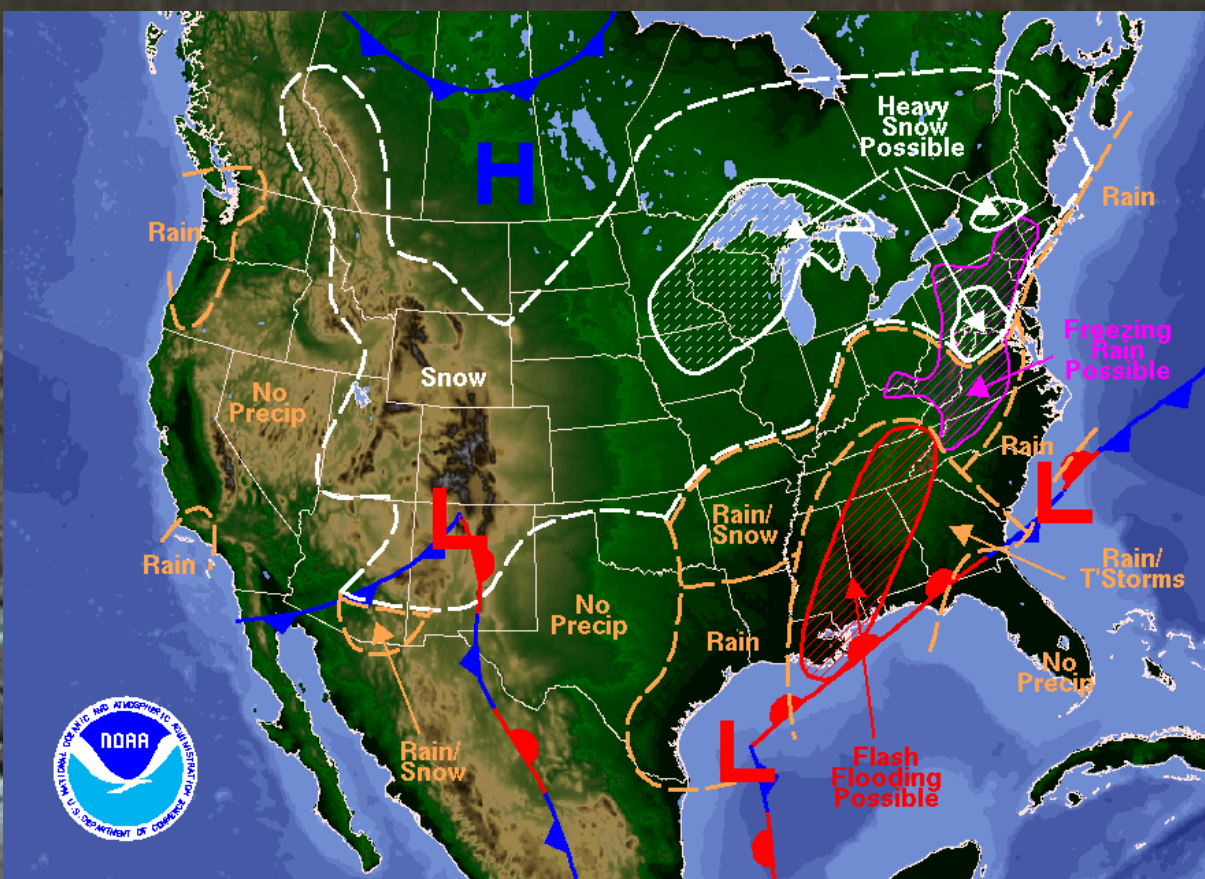 Heavy
Snow
Possible
H
Rain
Rain
Freezing
Rain
Possible
Snow
No
Precip
Rain
L
L
Rain/
Snow
Rain
Rain/
T'Storms
No
Precip
Rain
No
Precip
L
Rain/
Snow
Flash
Flooding
Possible
NOAA
NATIONAL OCEANIC AND ATMOSPHERIC ADMINISTRATION
U.S. DEPARTMENT OF COMMERCE